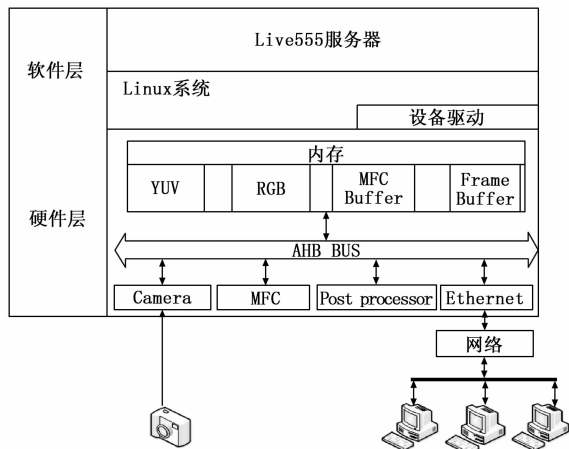 软件层
Live555服务器
Linux系统
设备驱动
硬件层
内存
YUV
RGB
MFC
Buffer
Frame
Buffer
AHB BUS
Camera
MFC
Post processor
Ethernet
网络